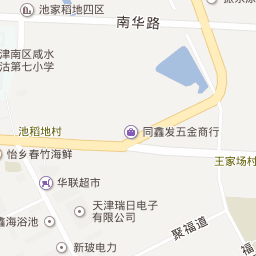 池家稻地四区
南华路
津南区咸水
沽第七小学
池稻地村
同鑫发五金商行
怡乡春竹海鲜
王家场村
华联超市
天津瑞日电子
有限公司
鑫海浴池
聚福道
新玻电力
福